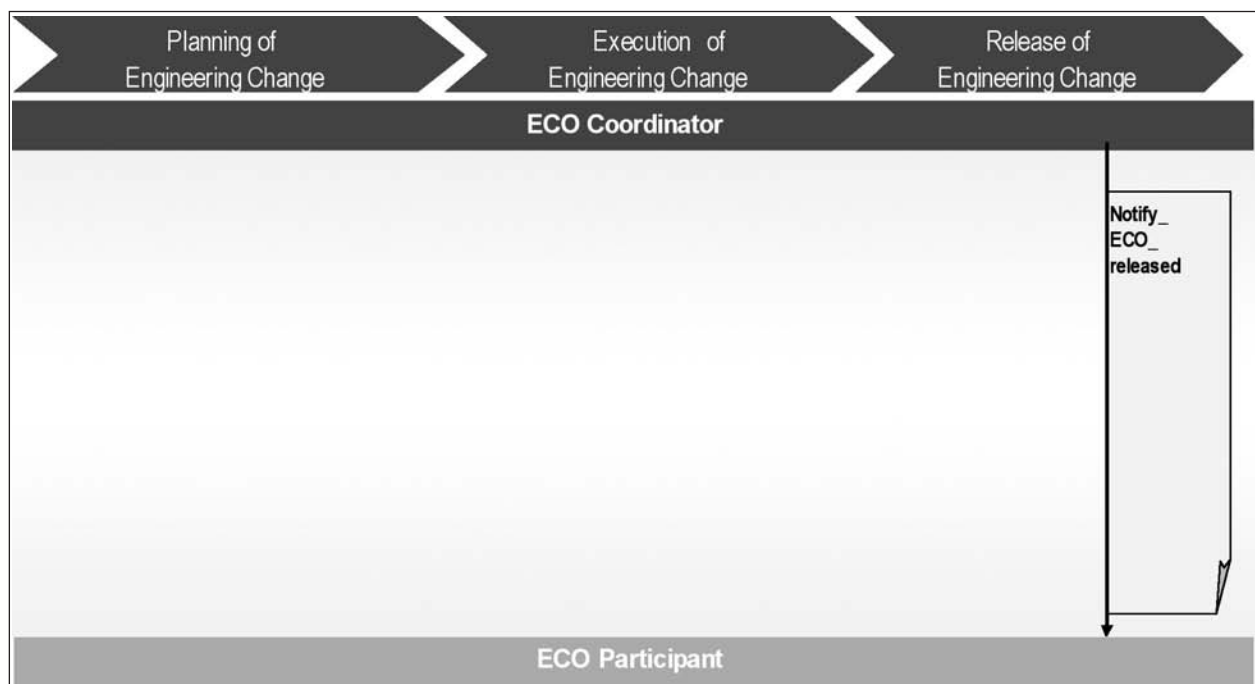 Planning of
Engineering Change
Execution of
Engineering Change
Release of
Engineering Change
ECO Coordinator
Notify_
ECO_
released
ECO Participant